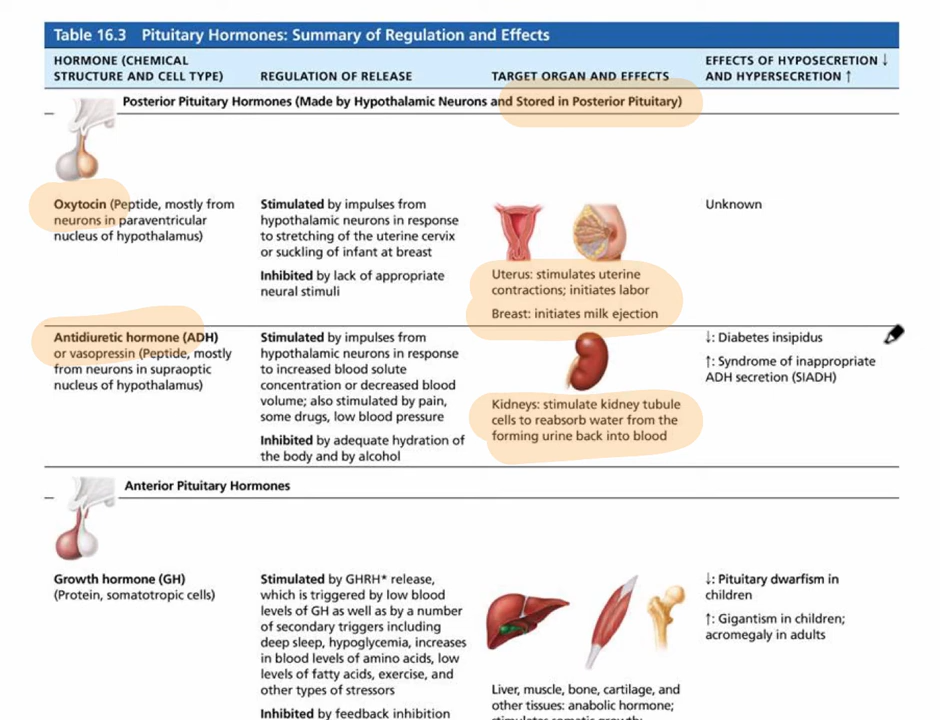 Table 16.3 Pituitary Hormones: Summary of Regulation and Effects
HORMONE (CHEMICAL
STRUCTURE AND CELL TYPE)
REGULATION OF RELEASE
TARGET ORGAN AND EFFECTS
EFFECTS OF HYPOSECRETION ↓
AND HYPERSECRETION ↑
Posterior Pituitary Hormones (Made by Hypothalamic Neurons and Stored in Posterior Pituitary)
Oxytocin (Peptide, mostly from
neurons in paraventricular
nucleus of hypothalamus)
Stimulated by impulses from
hypothalamic neurons in response
to stretching of the uterine cervix
or suckling of infant at breast
Inhibited by lack of appropriate
neural stimuli
Uterus: stimulates uterine
contractions; initiates labor
Breast: initiates milk ejection
Unknown
Antidiuretic hormone (ADH)
or vasopressin (Peptide, mostly
from neurons in supraoptic
nucleus of hypothalamus)
Stimulated by impulses from
hypothalamic neurons in response
to increased blood solute
concentration or decreased blood
volume; also stimulated by pain,
some drugs, low blood pressure
Inhibited by adequate hydration of
the body and by alcohol
Kidneys: stimulate kidney tubule
cells to reabsorb water from the
forming urine back into blood
↓: Diabetes insipidus
↑: Syndrome of inappropriate
ADH secretion (SIADH)
Anterior Pituitary Hormones
Growth hormone (GH)
(Protein, somatotropic cells)
Stimulated by GHRH* release,
which is triggered by low blood
levels of GH as well as by a number
of secondary triggers including
deep sleep, hypoglycemia, increases
in blood levels of amino acids, low
levels of fatty acids, exercise, and
other types of stressors
Inhibited by feedback inhibition
Liver, muscle, bone, cartilage, and
other tissues: anabolic hormone;
stimulates somatic growth;
↓: Pituitary dwarfism in
children
↑: Gigantism in children;
acromegaly in adults